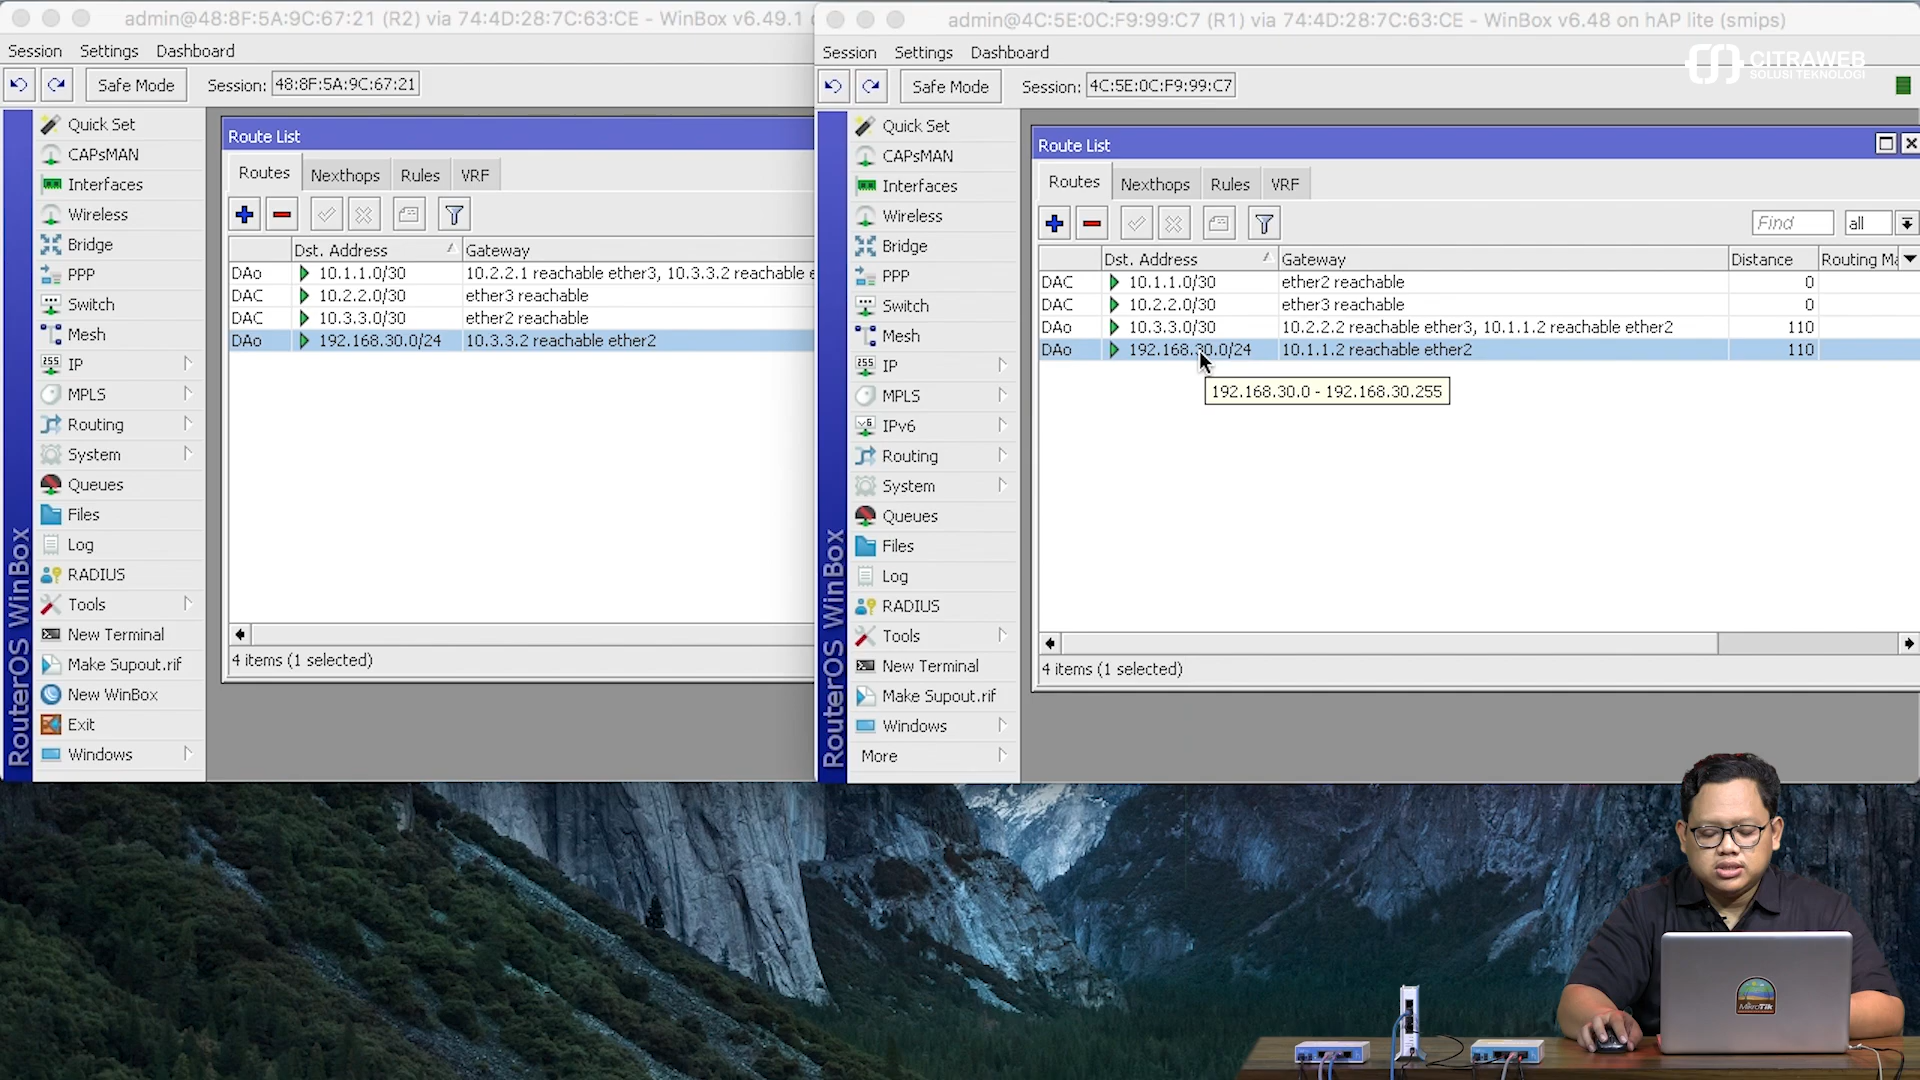 admin@48:8F:5A:9C:67:21 (R2) via 74:4D:28:7C:63:CE - WinBox v6.49.1
Session Settings Dashboard
Safe Mode Session: 48:8F:5A:9C:67:21
RouterOS WinBox
Quick Set
CAPsMAN
Interfaces
Wireless
Bridge
PPP
Switch
Mesh
IP
MPLS
Routing
System
Queues
Files
Log
RADIUS
Tools
New Terminal
Make Supout.rif
New WinBox
Exit
Windows
Route List
Routes Nexthops Rules VRF
Dst. Address Gateway
DAo 10.1.1.0/30 10.2.2.1 reachable ether3, 10.3.3.2 reachable e
DAC 10.2.2.0/30 ether3 reachable
DAC 10.3.3.0/30 ether2 reachable
DAo 192.168.30.0/24 10.3.3.2 reachable ether2
4 items (1 selected)
admin@4C:5E:0C:F9:99:C7 (R1) via 74:4D:28:7C:63:CE - WinBox v6.48 on hAP lite (smips)
Session Settings Dashboard
CITRAWEB
SOLUSI TEKNOLOGI
Safe Mode Session: 4C:5E:0C:F9:99:C7
RouterOS WinBox
Quick Set
CAPsMAN
Interfaces
Wireless
Bridge
PPP
Switch
Mesh
IP
MPLS
IPv6
Routing
System
Queues
Files
Log
RADIUS
Tools
New Terminal
Make Supout.rif
Windows
More
Route List
Routes Nexthops Rules VRF
Find all
Dst. Address Gateway Distance Routing Ma
DAC 10.1.1.0/30 ether2 reachable 0
DAC 10.2.2.0/30 ether3 reachable 0
DAo 10.3.3.0/30 10.2.2.2 reachable ether3, 10.1.1.2 reachable ether2 110
DAo 192.168.30.0/24 10.1.1.2 reachable ether2 110
192.168.30.0 - 192.168.30.255
4 items (1 selected)
MikroTik